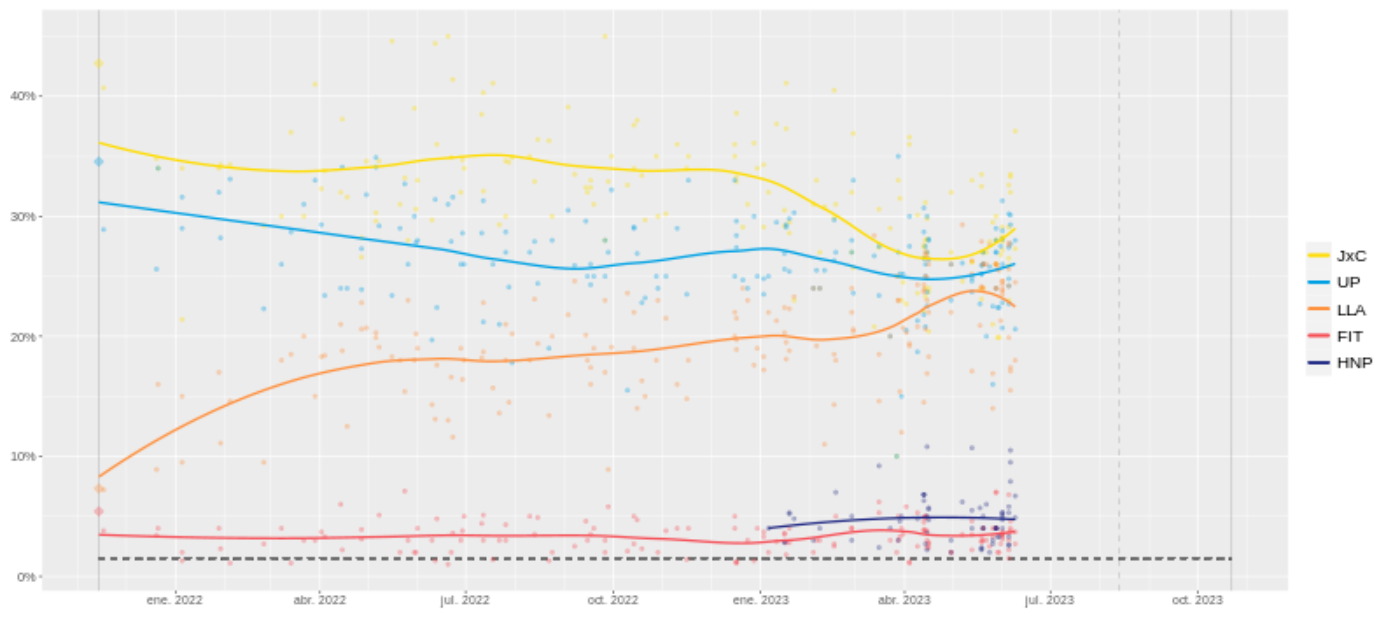 40%
30%
20%
10%
0%
ene. 2022 abr. 2022 jul. 2022 oct. 2022 ene. 2023 abr. 2023 jul. 2023 oct. 2023
JxC
UP
LLA
FIT
HNP